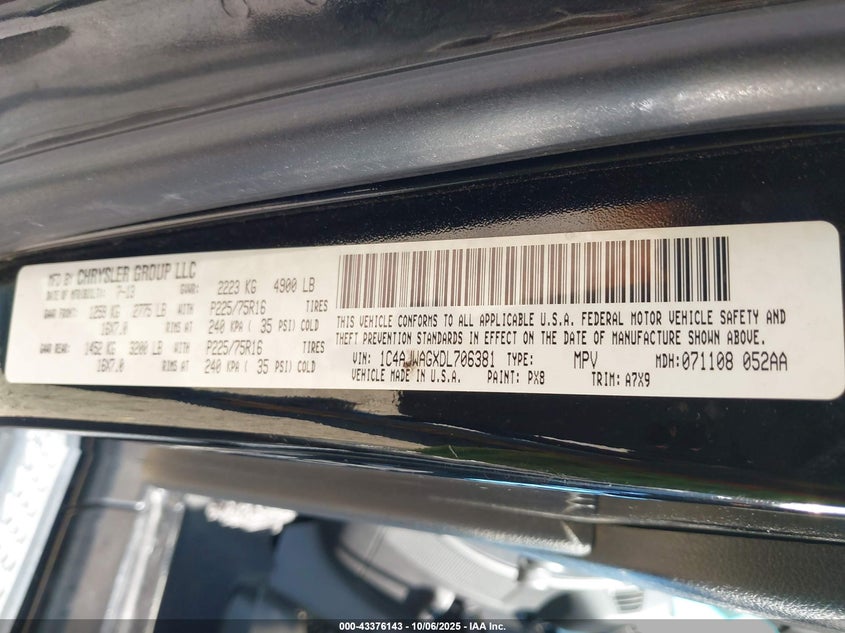 MFD BY CHRYSLER GROUP LLC
DATE OF MFR(BUILT): 7-13 GVWR: 2223 KG 4900 LB
GAWR FRONT: 1259 KG 2775 LB WITH P225/75R16 TIRES
16X7.0 RIMS AT 240 KPA ( 35 PSI) COLD
GAWR REAR: 1452 KG 3200 LB WITH P225/75R16 TIRES
16X7.0 RIMS AT 240 KPA ( 35 PSI) COLD
THIS VEHICLE CONFORMS TO ALL APPLICABLE U.S.A. FEDERAL MOTOR VEHICLE SAFETY AND
THEFT PREVENTION STANDARDS IN EFFECT ON THE DATE OF MANUFACTURE SHOWN ABOVE.
VIN: 1C4AJWAGXDL706381 TYPE: MPV MDH: 071108 052AA
VEHICLE MADE IN U.S.A. PAINT: PX8 TRIM: A7X9
000-43376143 - 10/06/2025 - IAA Inc.